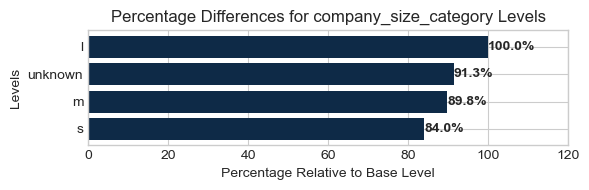 Percentage Differences for company_size_category Levels
l 100.0%
unknown 91.3%
m 89.8%
s 84.0%
Levels
0 20 40 60 80 100 120
Percentage Relative to Base Level